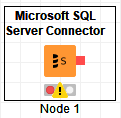 Microsoft SQL
Server Connector
S
Node 1